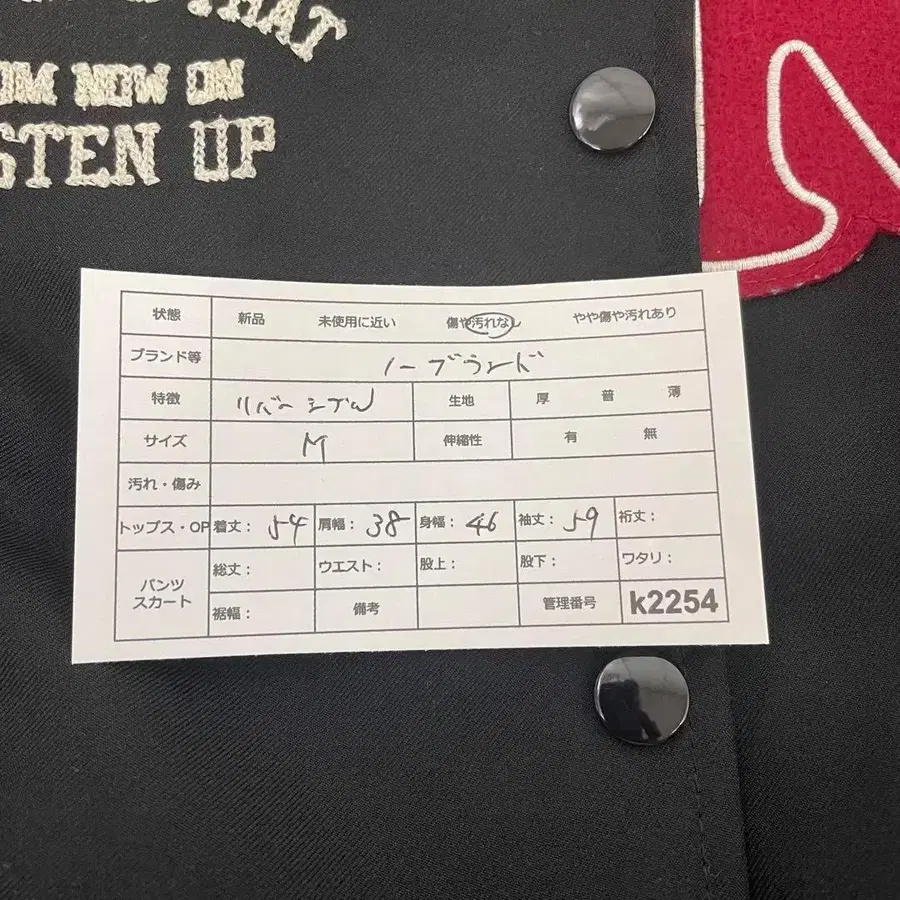 THAT
OM NOW ON
STEN UP
状態 新品 未使用に近い 傷や汚れなし やや傷や汚れあり
ブランド等 ノーブランド
特徴 リバーシブル 生地 厚 普 薄
サイズ M 伸縮性 有 無
汚れ・傷み
トップス・OP 着丈: 54 肩幅: 38 身幅: 46 袖丈: 59 裄丈:
パンツ スカート 総丈: ウエスト: 股上: 股下: ワタリ:
裾幅: 備考 管理番号 k2254